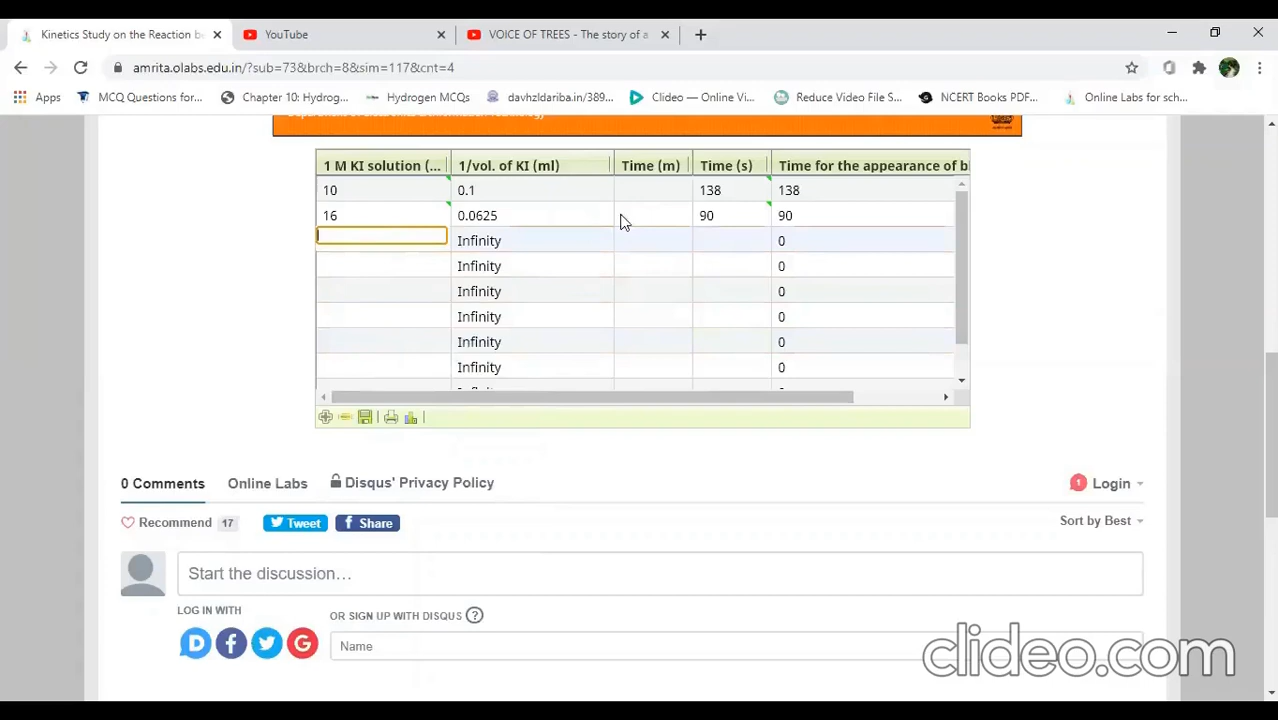 Kinetics Study on the Reaction be
YouTube
VOICE OF TREES - The story of a
amrita.olabs.edu.in/?sub=73&brch=8&sim=117&cnt=4
Apps
MCQ Questions for...
Chapter 10: Hydrog...
Hydrogen MCQs
davhzldariba.in/389...
Clideo — Online Vi...
Reduce Video File S...
NCERT Books PDF...
Online Labs for sch...
1 M KI solution (... 1/vol. of KI (ml) Time (m) Time (s) Time for the appearance of bl
10 0.1 138 138
16 0.0625 90 90
Infinity 0
Infinity 0
Infinity 0
Infinity 0
Infinity 0
Infinity 0
0 Comments Online Labs Disqus' Privacy Policy 1 Login
Recommend 17 Tweet f Share Sort by Best
Start the discussion…
LOG IN WITH
OR SIGN UP WITH DISQUS ?
D f G
Name
clideo.com